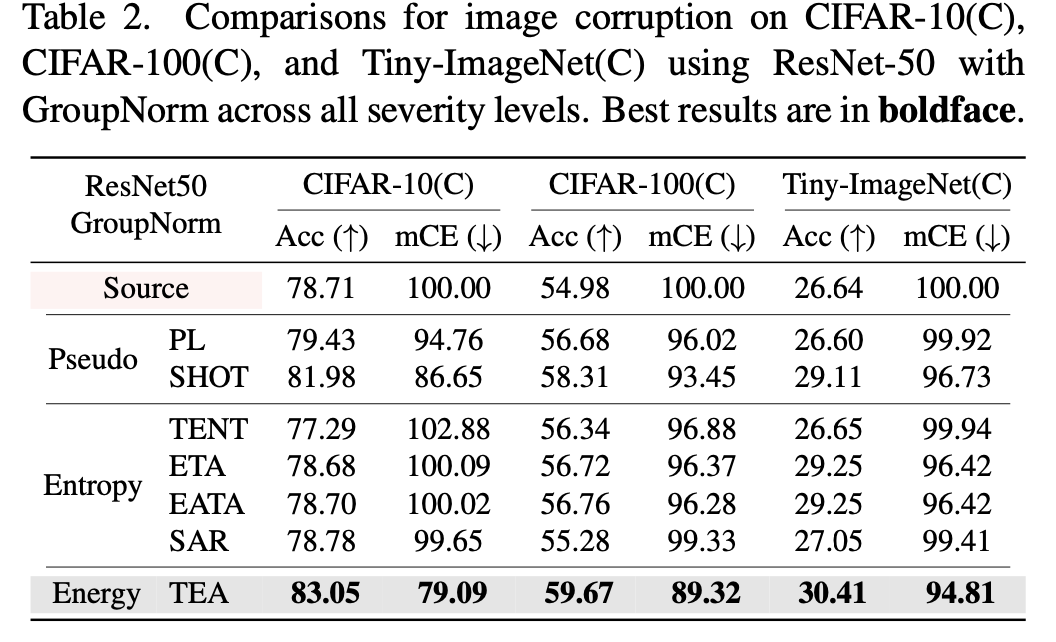 Table 2. Comparisons for image corruption on CIFAR-10(C),
CIFAR-100(C), and Tiny-ImageNet(C) using ResNet-50 with
GroupNorm across all severity levels. Best results are in boldface.
ResNet50 GroupNorm CIFAR-10(C) CIFAR-100(C) Tiny-ImageNet(C)
Acc (↑) mCE (↓) Acc (↑) mCE (↓) Acc (↑) mCE (↓)
Source 78.71 100.00 54.98 100.00 26.64 100.00
Pseudo PL 79.43 94.76 56.68 96.02 26.60 99.92
SHOT 81.98 86.65 58.31 93.45 29.11 96.73
Entropy TENT 77.29 102.88 56.34 96.88 26.65 99.94
ETA 78.68 100.09 56.72 96.37 29.25 96.42
EATA 78.70 100.02 56.76 96.28 29.25 96.42
SAR 78.78 99.65 55.28 99.33 27.05 99.41
Energy TEA 83.05 79.09 59.67 89.32 30.41 94.81